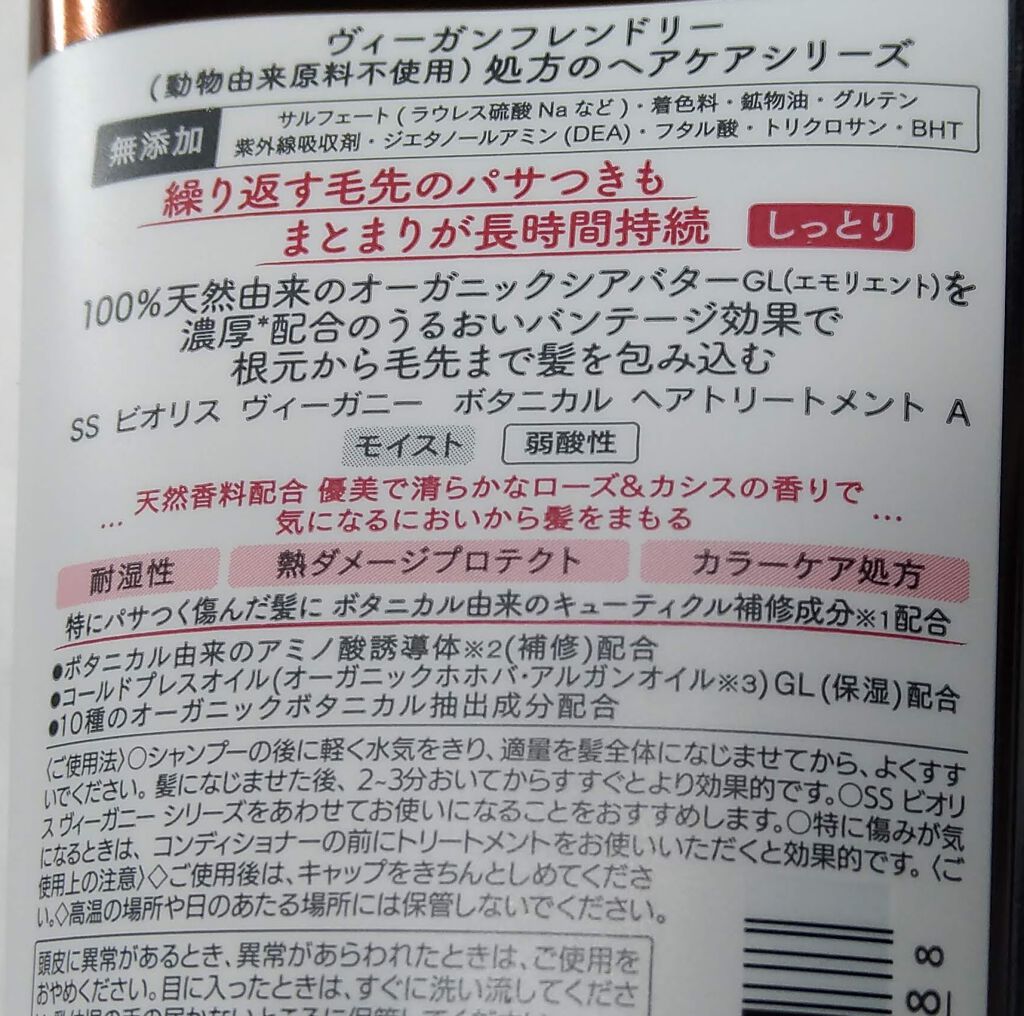 ヴィーガンフレンドリー
(動物由来原料不使用)処方のヘアケアシリーズ
無添加
サルフェート(ラウレス硫酸Naなど)・着色料・鉱物油・グルテン
紫外線吸収剤・ジエタノールアミン(DEA)・フタル酸・トリクロサン・BHT
繰り返す毛先のパサつきも
まとまりが長時間持続 しっとり
100%天然由来のオーガニックシアバターGL(エモリエント)を
濃厚*配合のうるおいバンテージ効果で
根元から毛先まで髪を包み込む
SS ビオリス ヴィーガニー ボタニカル ヘアトリートメント A
モイスト 弱酸性
天然香料配合 優美で清らかなローズ&カシスの香りで
… 気になるにおいから髪をまもる …
耐湿性 熱ダメージプロテクト カラーケア処方
特にパサつく傷んだ髪に ボタニカル由来のキューティクル補修成分※1配合
●ボタニカル由来のアミノ酸誘導体※2(補修)配合
●コールドプレスオイル(オーガニックホホバ・アルガンオイル※3)GL(保湿)配合
●10種のオーガニックボタニカル抽出成分配合
〈ご使用法〉○シャンプーの後に軽く水気をきり、適量を髪全体になじませてから、よくすす
いでください。髪になじませた後、2~3分おいてからすすぐとより効果的です。○SS ビオリ
ス ヴィーガニー シリーズをあわせてお使いになることをおすすめします。○特に傷みが気
になるときは、コンディショナーの前にトリートメントをお使いいただくと効果的です。〈ご
使用上の注意〉◇ご使用後は、キャップをきちんとしめてくださ
い。◇高温の場所や日のあたる場所には保管しないでください。
頭皮に異常があるとき、異常があらわれたときは、ご使用を
おやめください。目に入ったときは、すぐに洗い流してくださ